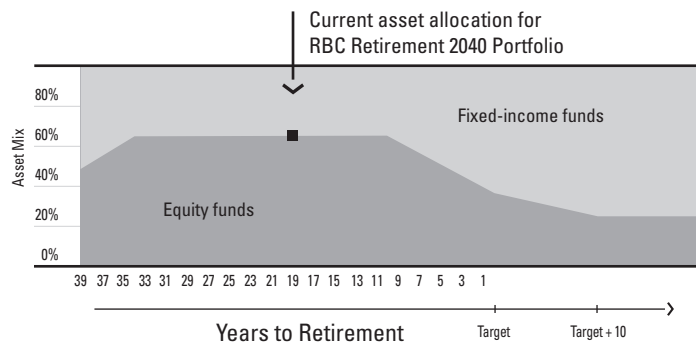 Current asset allocation for
RBC Retirement 2040 Portfolio
80%
Fixed-income funds
60%
Asset Mix
40%
Equity funds
20%
0%
39 37 35 33 31 29 27 25 23 21 19 17 15 13 11 9 7 5 3 1
Years to Retirement
Target
Target + 10